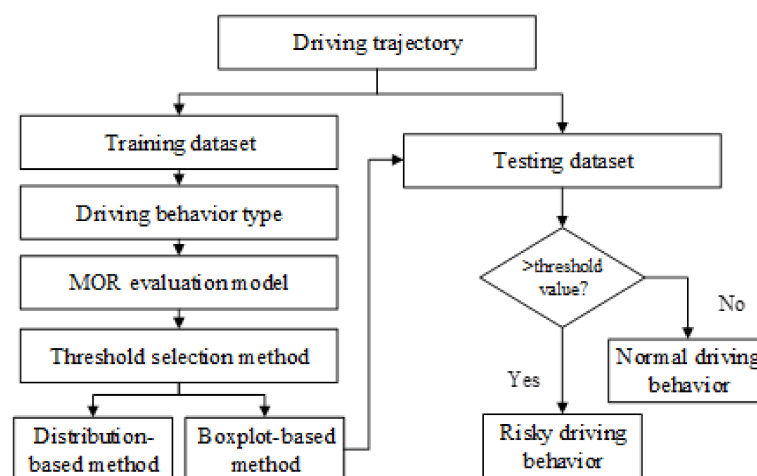 Driving trajectory
Training dataset
Testing dataset
Driving behavior type
MOR evaluation model
>threshold
value?
No
Threshold selection method
Normal driving
behavior
Yes
Distribution-
based method
Boxplot-based
method
Risky driving
behavior